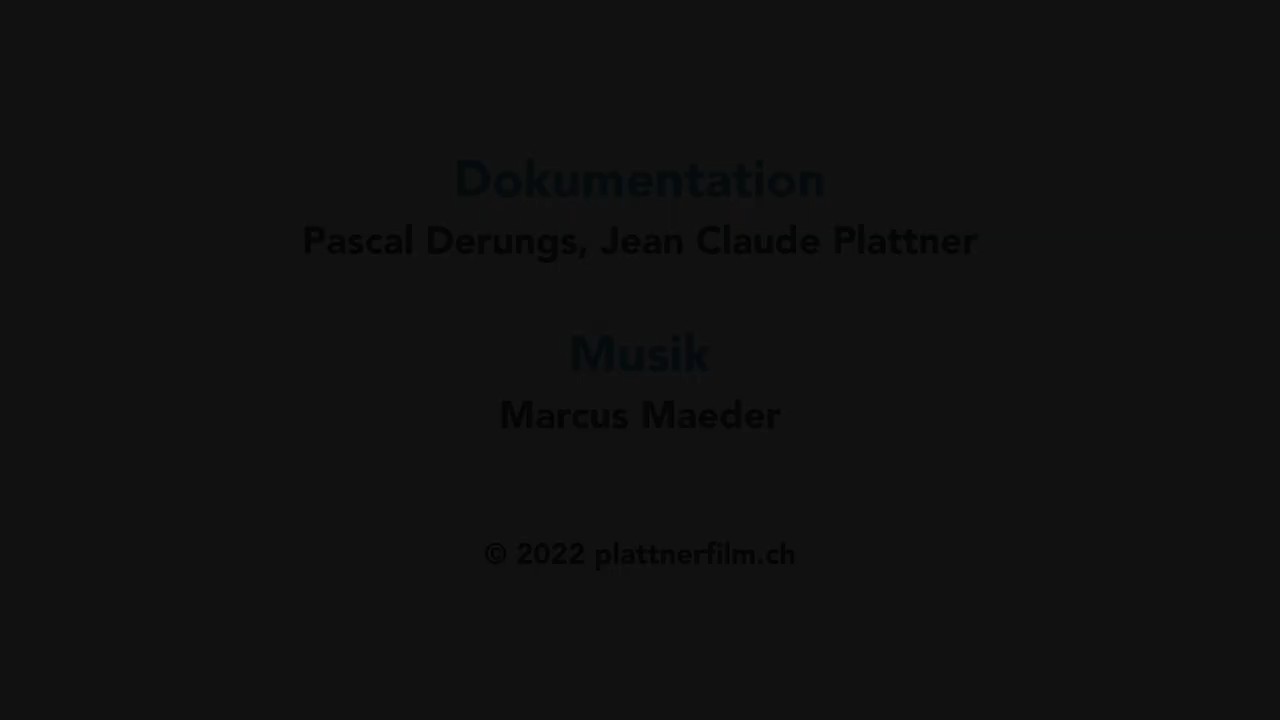 Dokumentation
Pascal Derungs, Jean Claude Plattner
Musik
Marcus Maeder
© 2022 plattnerfilm.ch